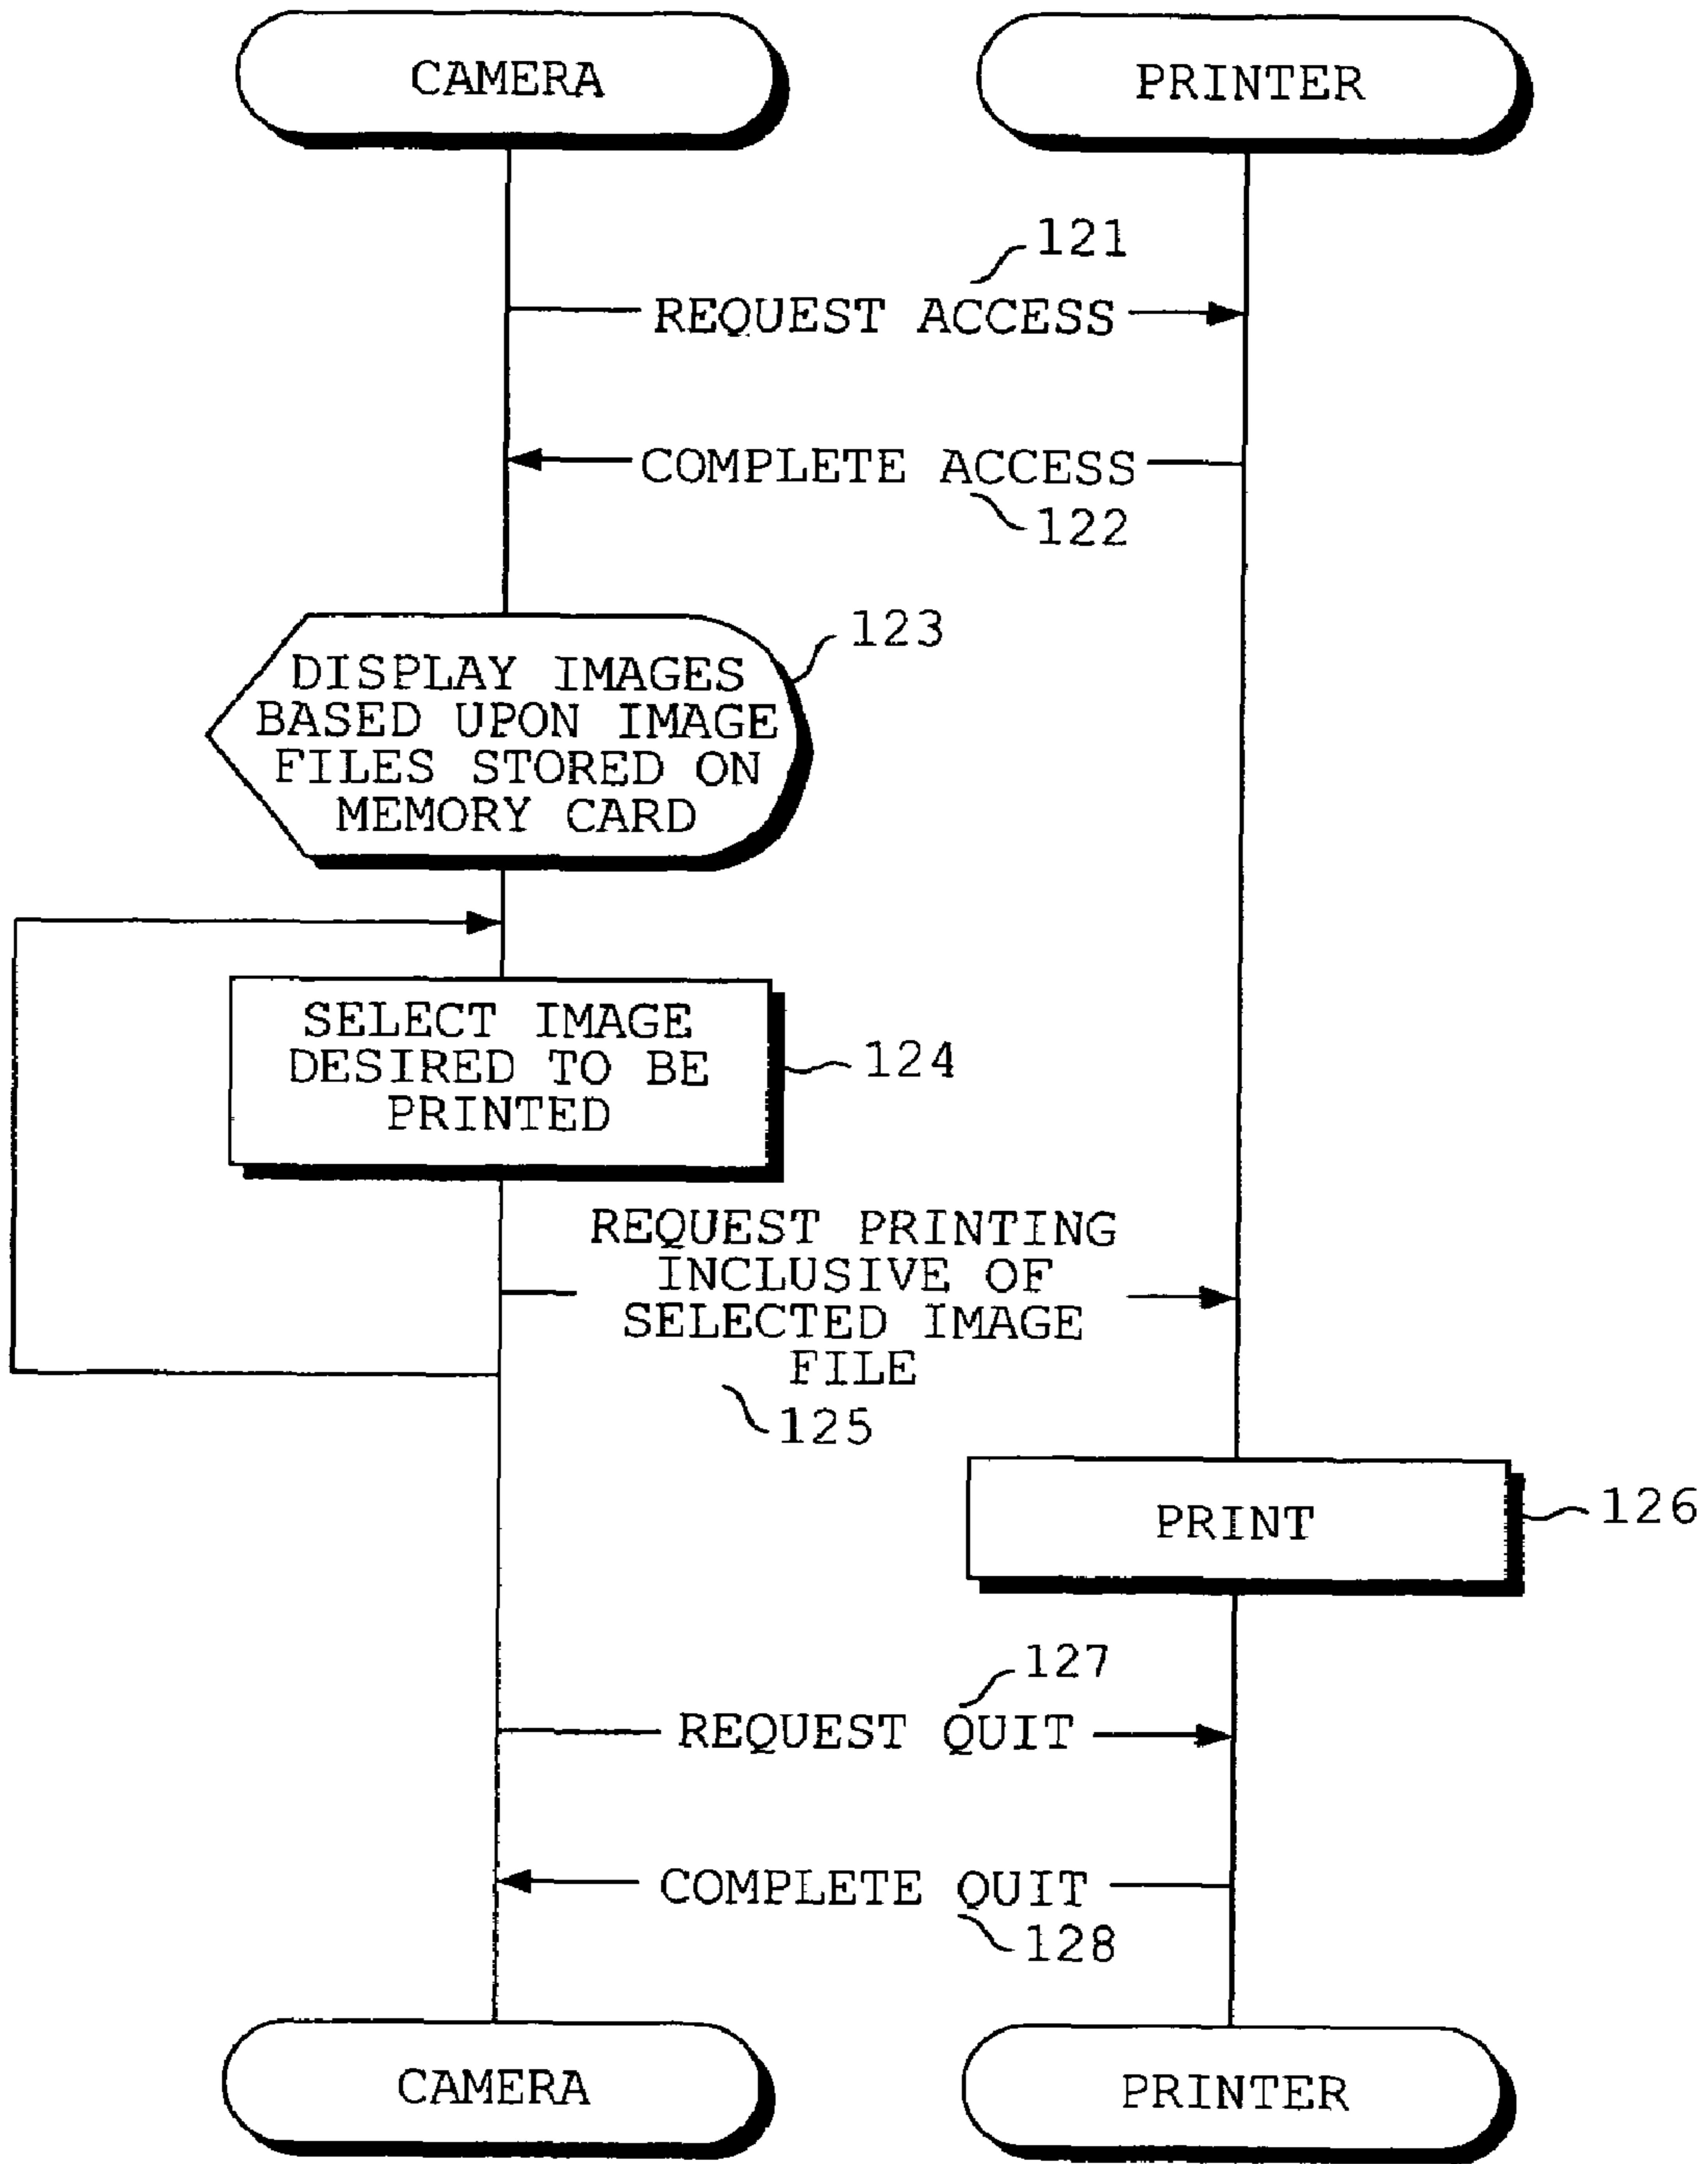 CAMERA
PRINTER
121
REQUEST ACCESS
COMPLETE ACCESS
122
123
DISPLAY IMAGES
BASED UPON IMAGE
FILES STORED ON
MEMORY CARD
SELECT IMAGE
DESIRED TO BE
PRINTED
124
REQUEST PRINTING
INCLUSIVE OF
SELECTED IMAGE
FILE
125
PRINT
126
127
REQUEST QUIT
COMPLETE QUIT
128
CAMERA
PRINTER